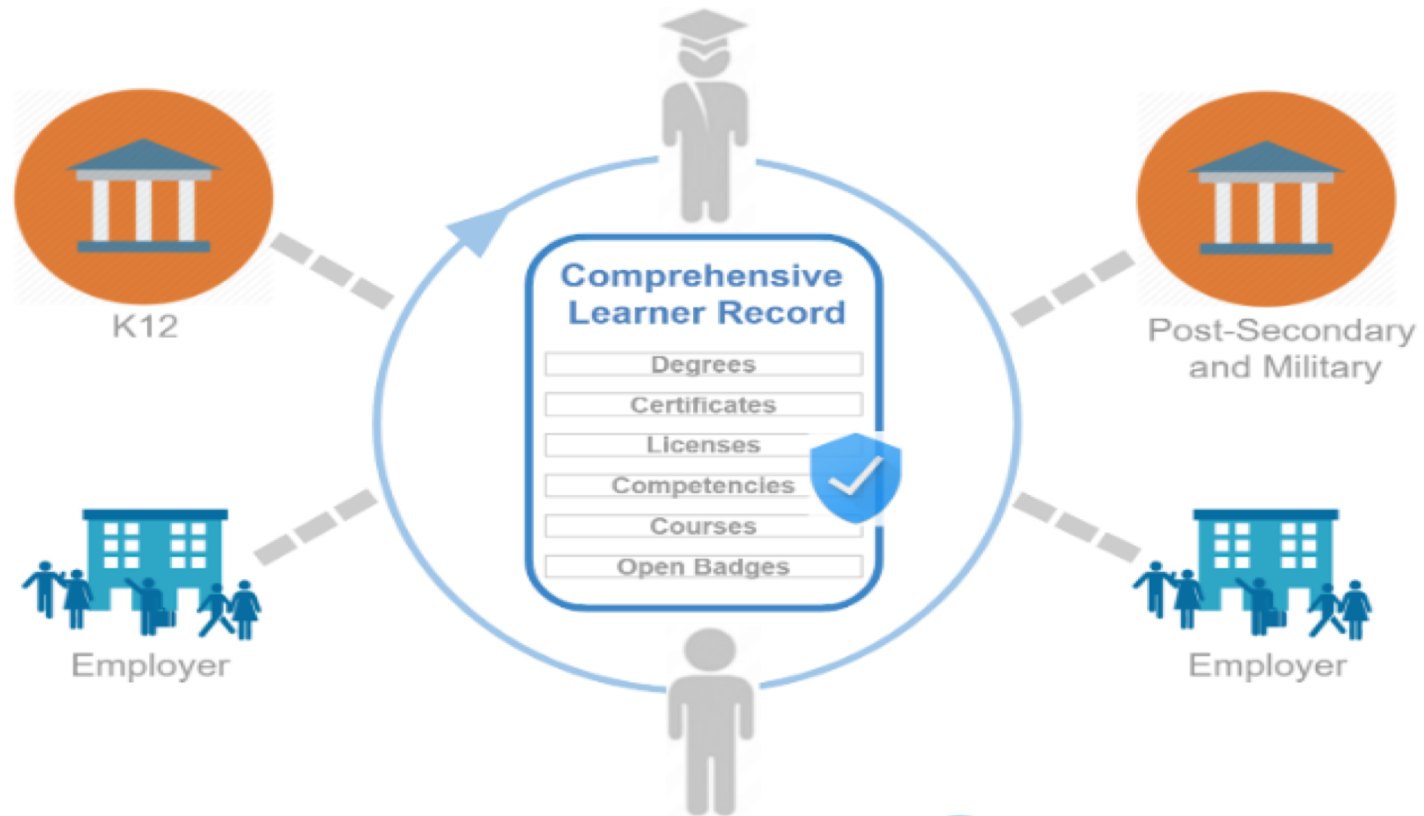 Comprehensive
Learner Record
Degrees
Certificates
Licenses
Competencies
Courses
Open Badges
K12
Post-Secondary
and Military
Employer
Employer